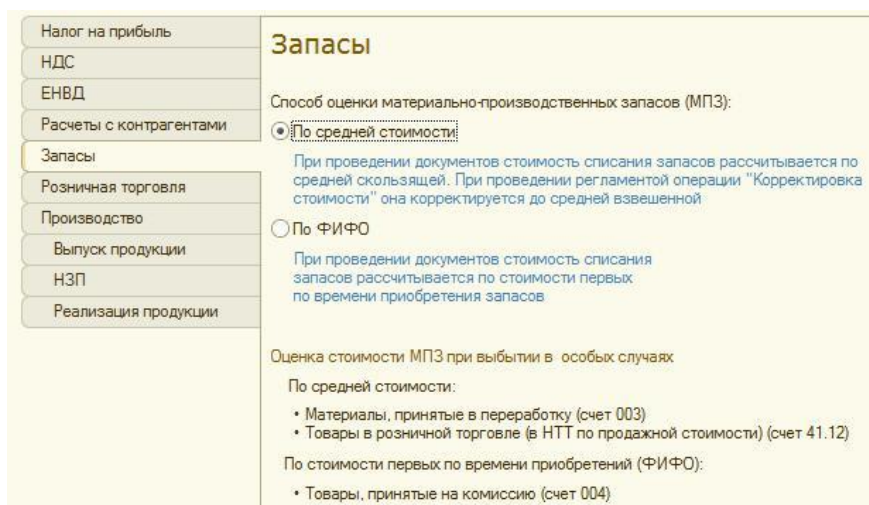 Налог на прибыль
НДС
ЕНВД
Расчеты с контрагентами
Запасы
Розничная торговля
Производство
Выпуск продукции
НЗП
Реализация продукции
Запасы
Способ оценки материально-производственных запасов (МПЗ):
По средней стоимости
При проведении документов стоимость списания запасов рассчитывается по
средней скользящей. При проведении регламентой операции "Корректировка
стоимости" она корректируется до средней взвешенной
По ФИФО
При проведении документов стоимость списания
запасов рассчитывается по стоимости первых
по времени приобретения запасов
Оценка стоимости МПЗ при выбытии в особых случаях
По средней стоимости:
• Материалы, принятые в переработку (счет 003)
• Товары в розничной торговле (в НТТ по продажной стоимости) (счет 41.12)
По стоимости первых по времени приобретений (ФИФО):
• Товары, принятые на комиссию (счет 004)